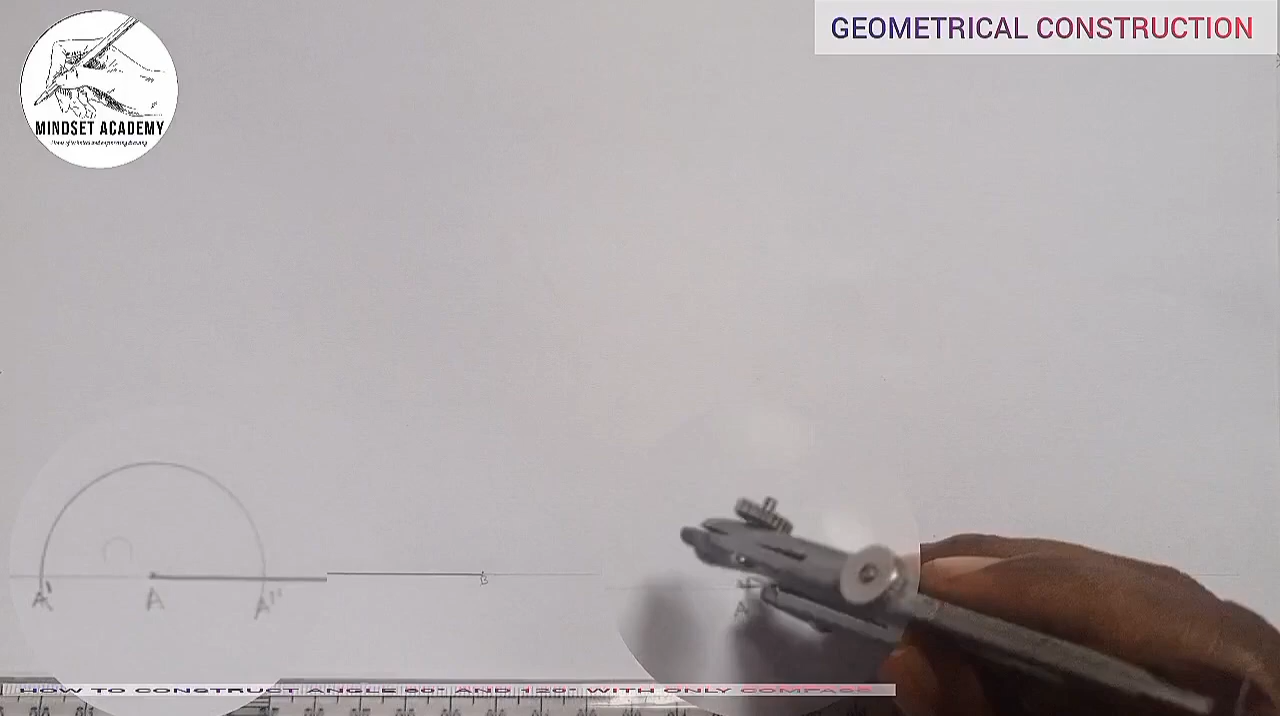 GEOMETRICAL CONSTRUCTION
MINDSET ACADEMY
A' A A'' B A
HOW TO CONSTRUCT ANGLE 60° AND 120° WITH ONLY COMPASS